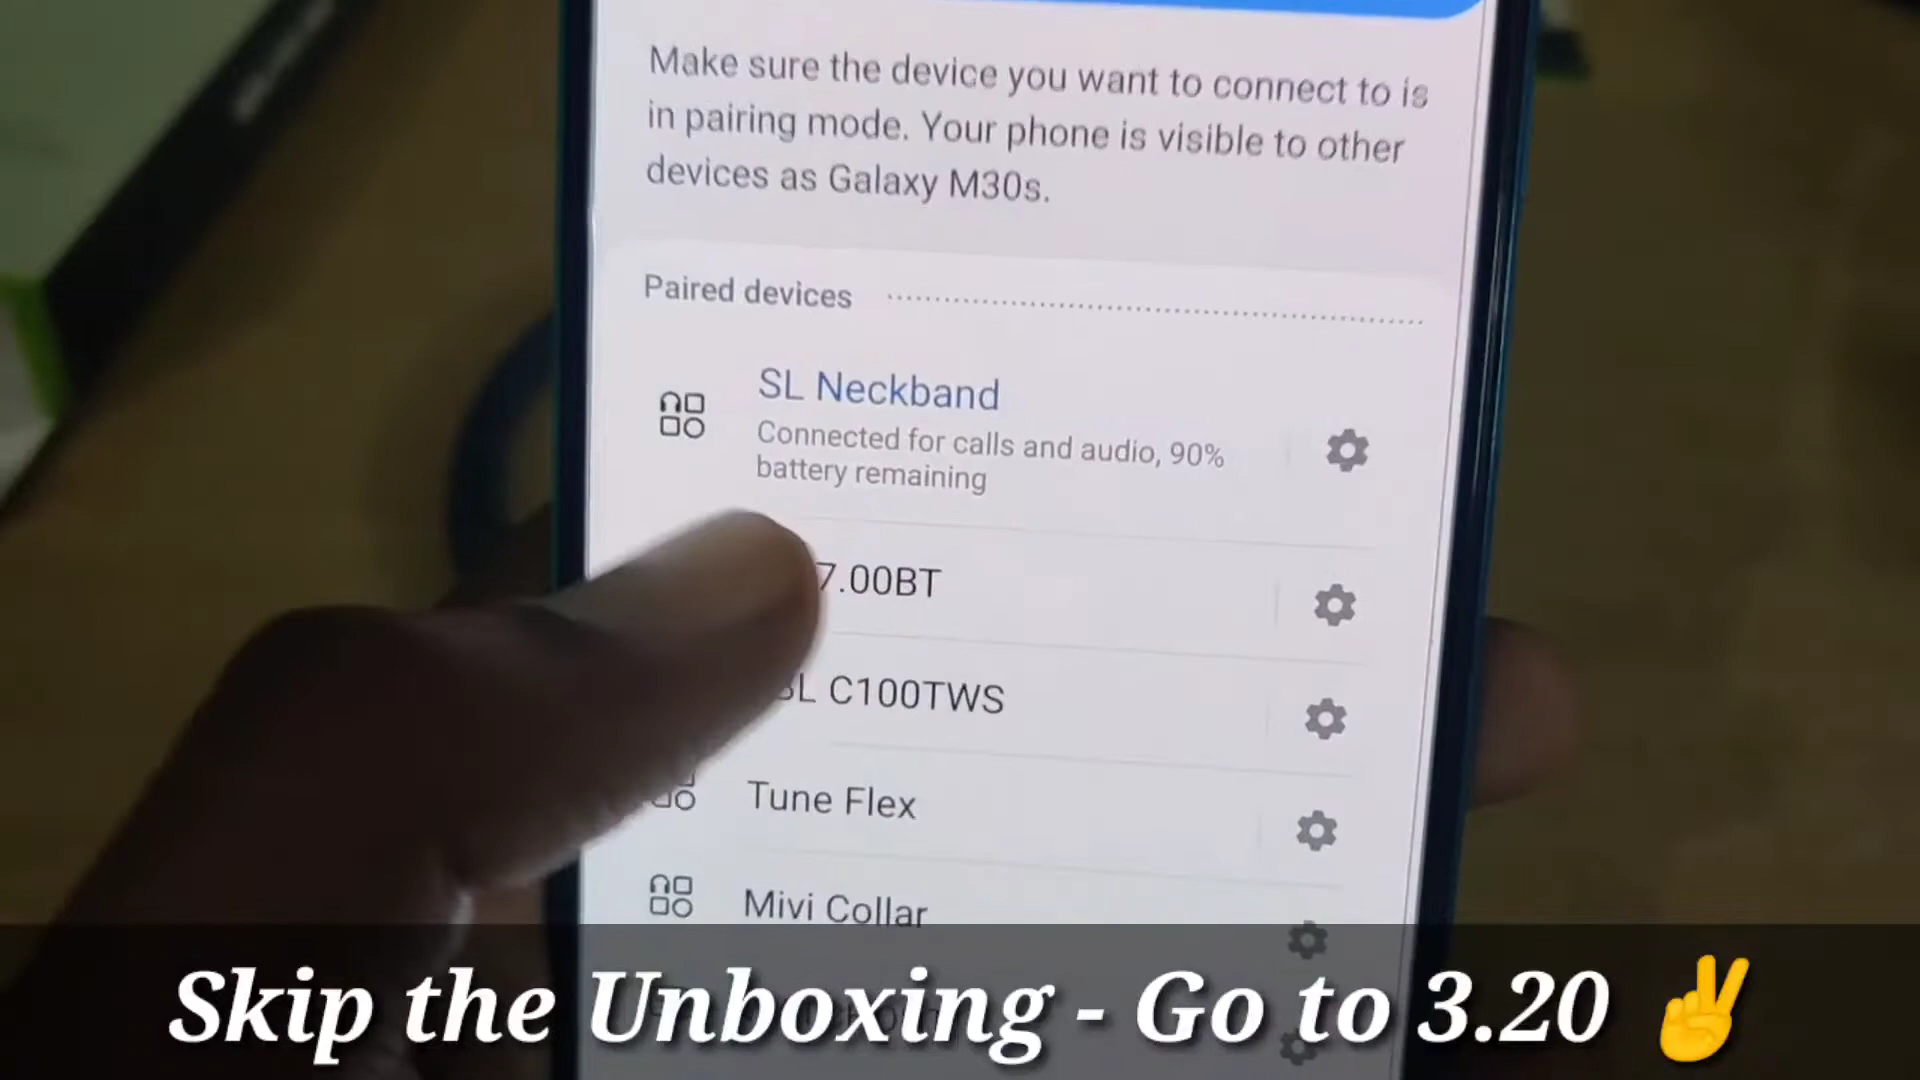 Make sure the device you want to connect to is
in pairing mode. Your phone is visible to other
devices as Galaxy M30s.
Paired devices
SL Neckband
Connected for calls and audio, 90%
battery remaining
7.00BT
C100TWS
Tune Flex
Mivi Collar
Skip the Unboxing - Go to 3.20 ✌